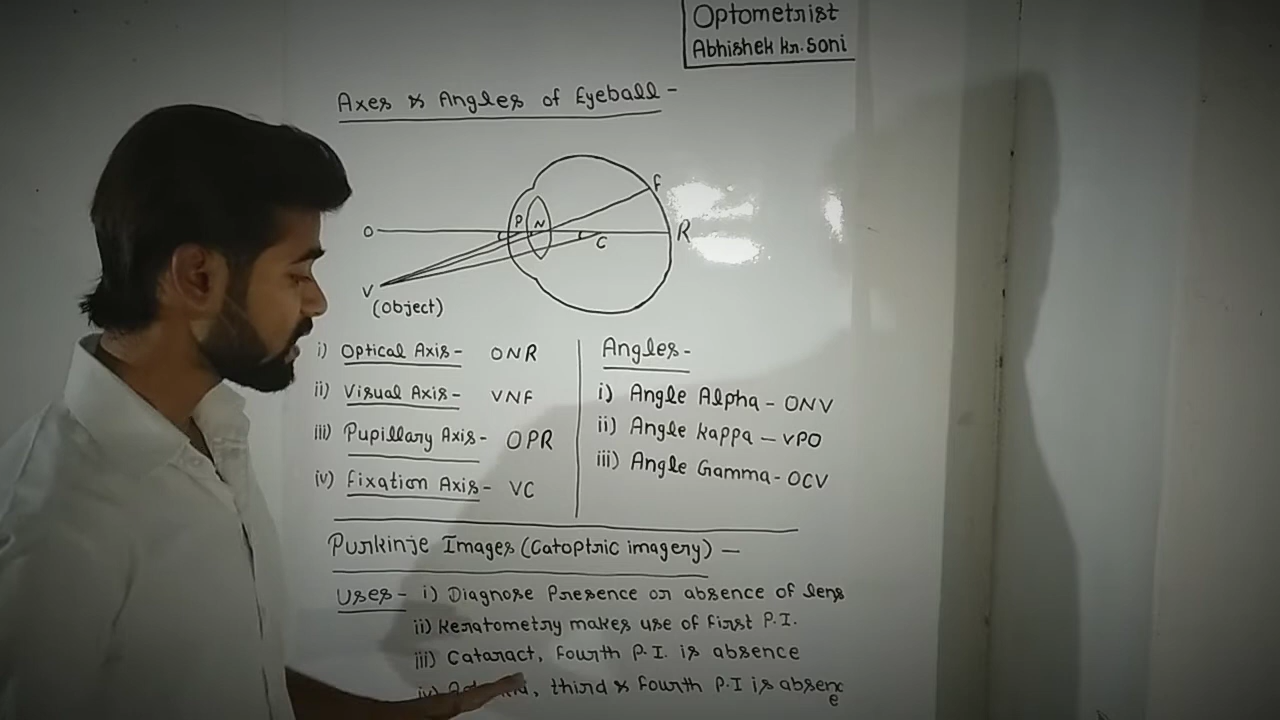 Optometrist
Abhishek kr. Soni
Axes & Angles of Eyeball -
F
P N
O R
C
V
(Object)
i) Optical Axis - ONR
ii) Visual Axis - VNF
iii) Pupillary Axis - OPR
iv) Fixation Axis - VC
Angles -
i) Angle Alpha - ONV
ii) Angle Kappa - VPO
iii) Angle Gamma - OCV
Purkinje Images (Catoptric imagery) -
Uses - i) Diagnose Presence or absence of lens
ii) Keratometry makes use of first P.I.
iii) Cataract, fourth P.I. is absence
iv) third & fourth P.I is absence